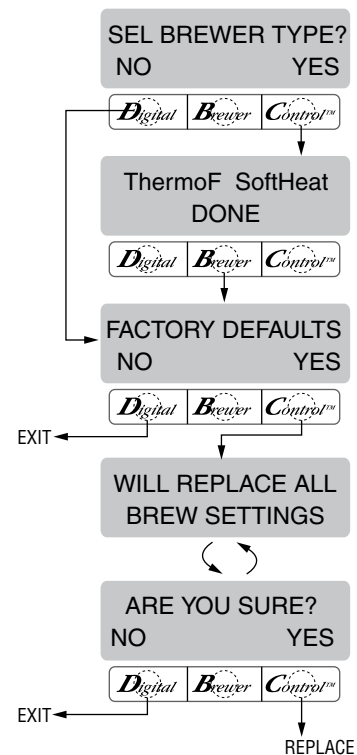 SEL BREWER TYPE?
NO YES
Digital Brewer Control™
ThermoF SoftHeat
DONE
Digital Brewer Control™
FACTORY DEFAULTS
NO YES
Digital Brewer Control™
EXIT
WILL REPLACE ALL
BREW SETTINGS
ARE YOU SURE?
NO YES
Digital Brewer Control™
EXIT
REPLACE